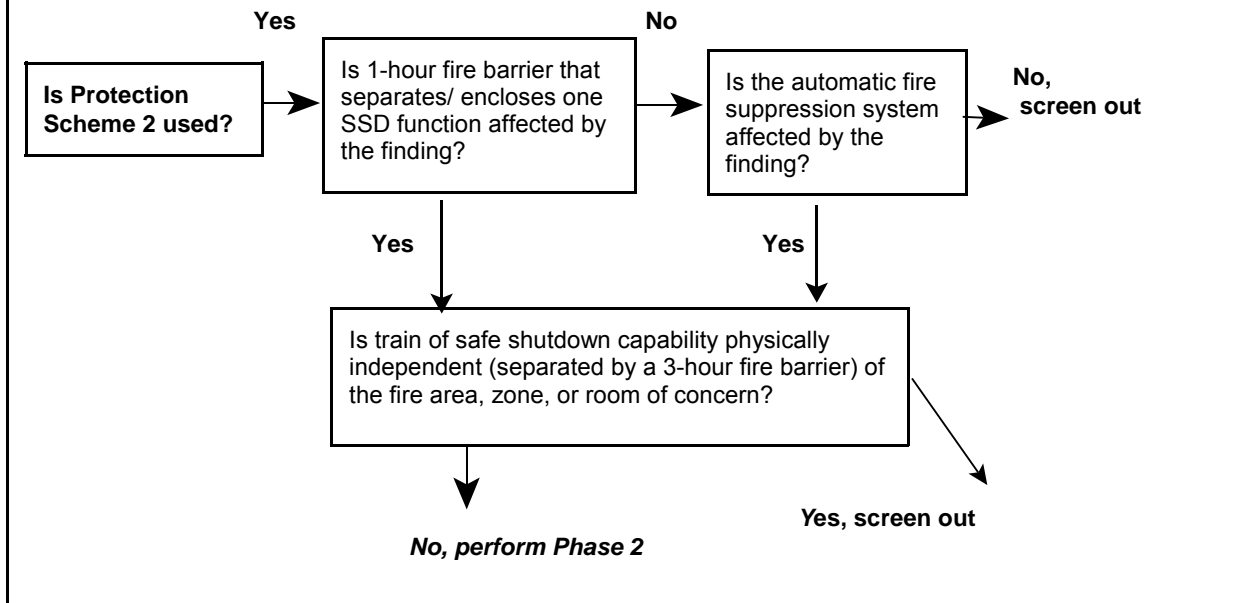 Yes
No
Is Protection
Scheme 2 used?
Is 1-hour fire barrier that
separates/ encloses one
SSD function affected by
the finding?
Is the automatic fire
suppression system
affected by the
finding?
No,
screen out
Yes
Yes
Is train of safe shutdown capability physically
independent (separated by a 3-hour fire barrier) of
the fire area, zone, or room of concern?
Yes, screen out
No, perform Phase 2